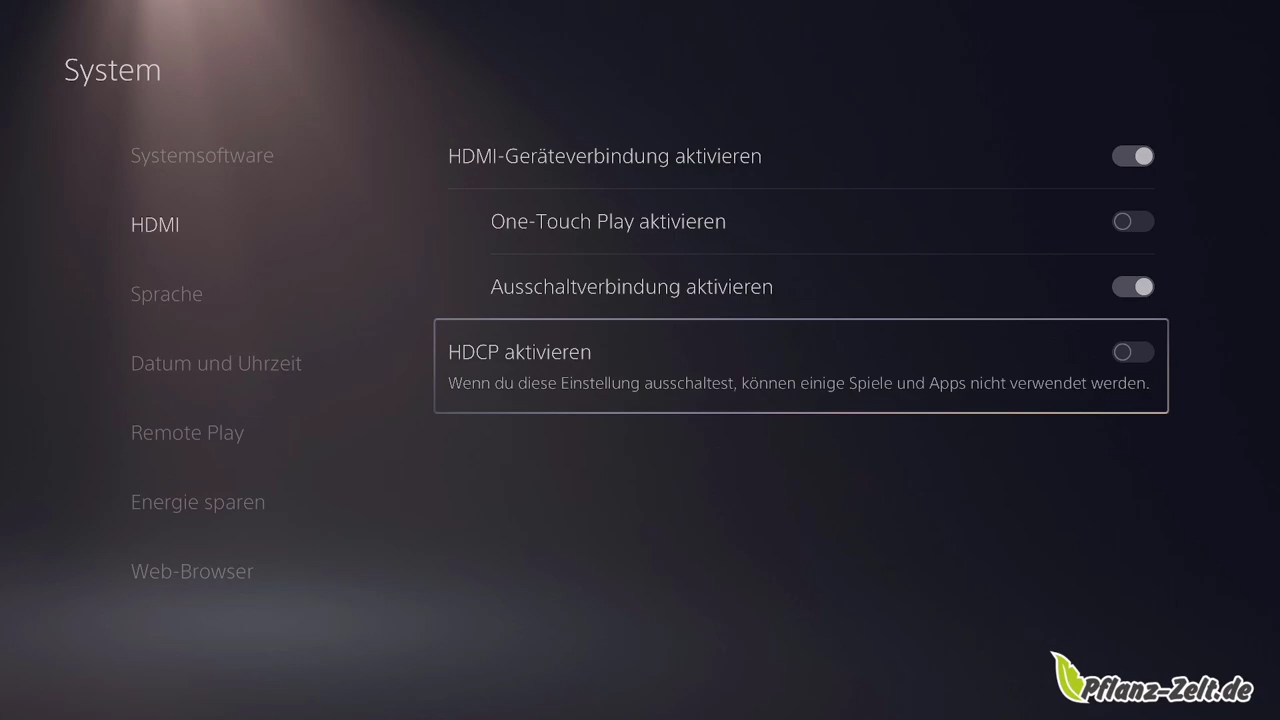 System
Systemsoftware
HDMI
Sprache
Datum und Uhrzeit
Remote Play
Energie sparen
Web-Browser
HDMI-Geräteverbindung aktivieren
One-Touch Play aktivieren
Ausschaltverbindung aktivieren
HDCP aktivieren
Wenn du diese Einstellung ausschaltest, können einige Spiele und Apps nicht verwendet werden.
Pflanz-Zelt.de